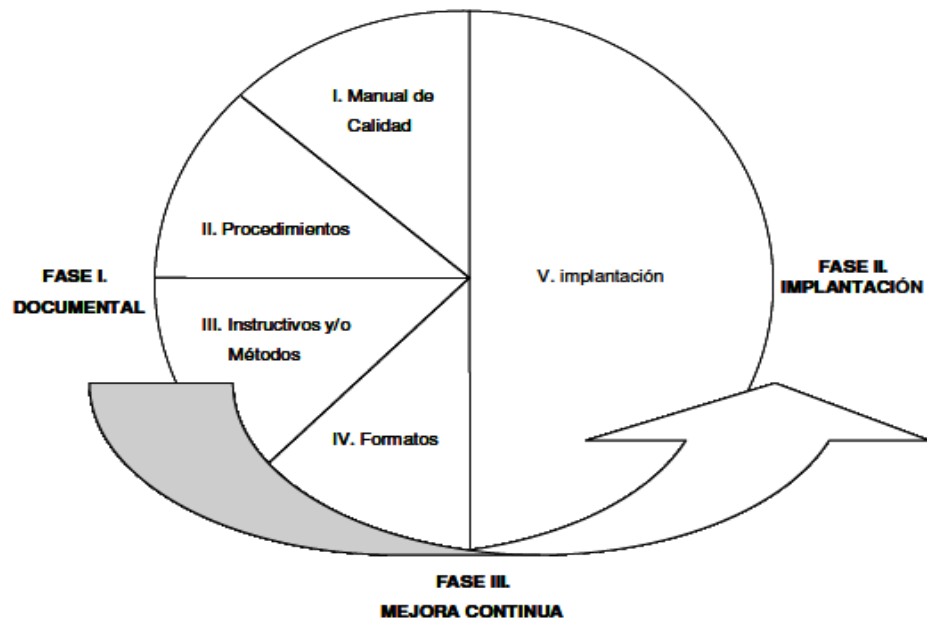 I. Manual de
Calidad
II. Procedimientos
FASE I.
DOCUMENTAL
V. implantación
FASE II.
IMPLANTACIÓN
III. Instructivos y/o
Métodos
IV. Formatos
FASE III.
MEJORA CONTINUA